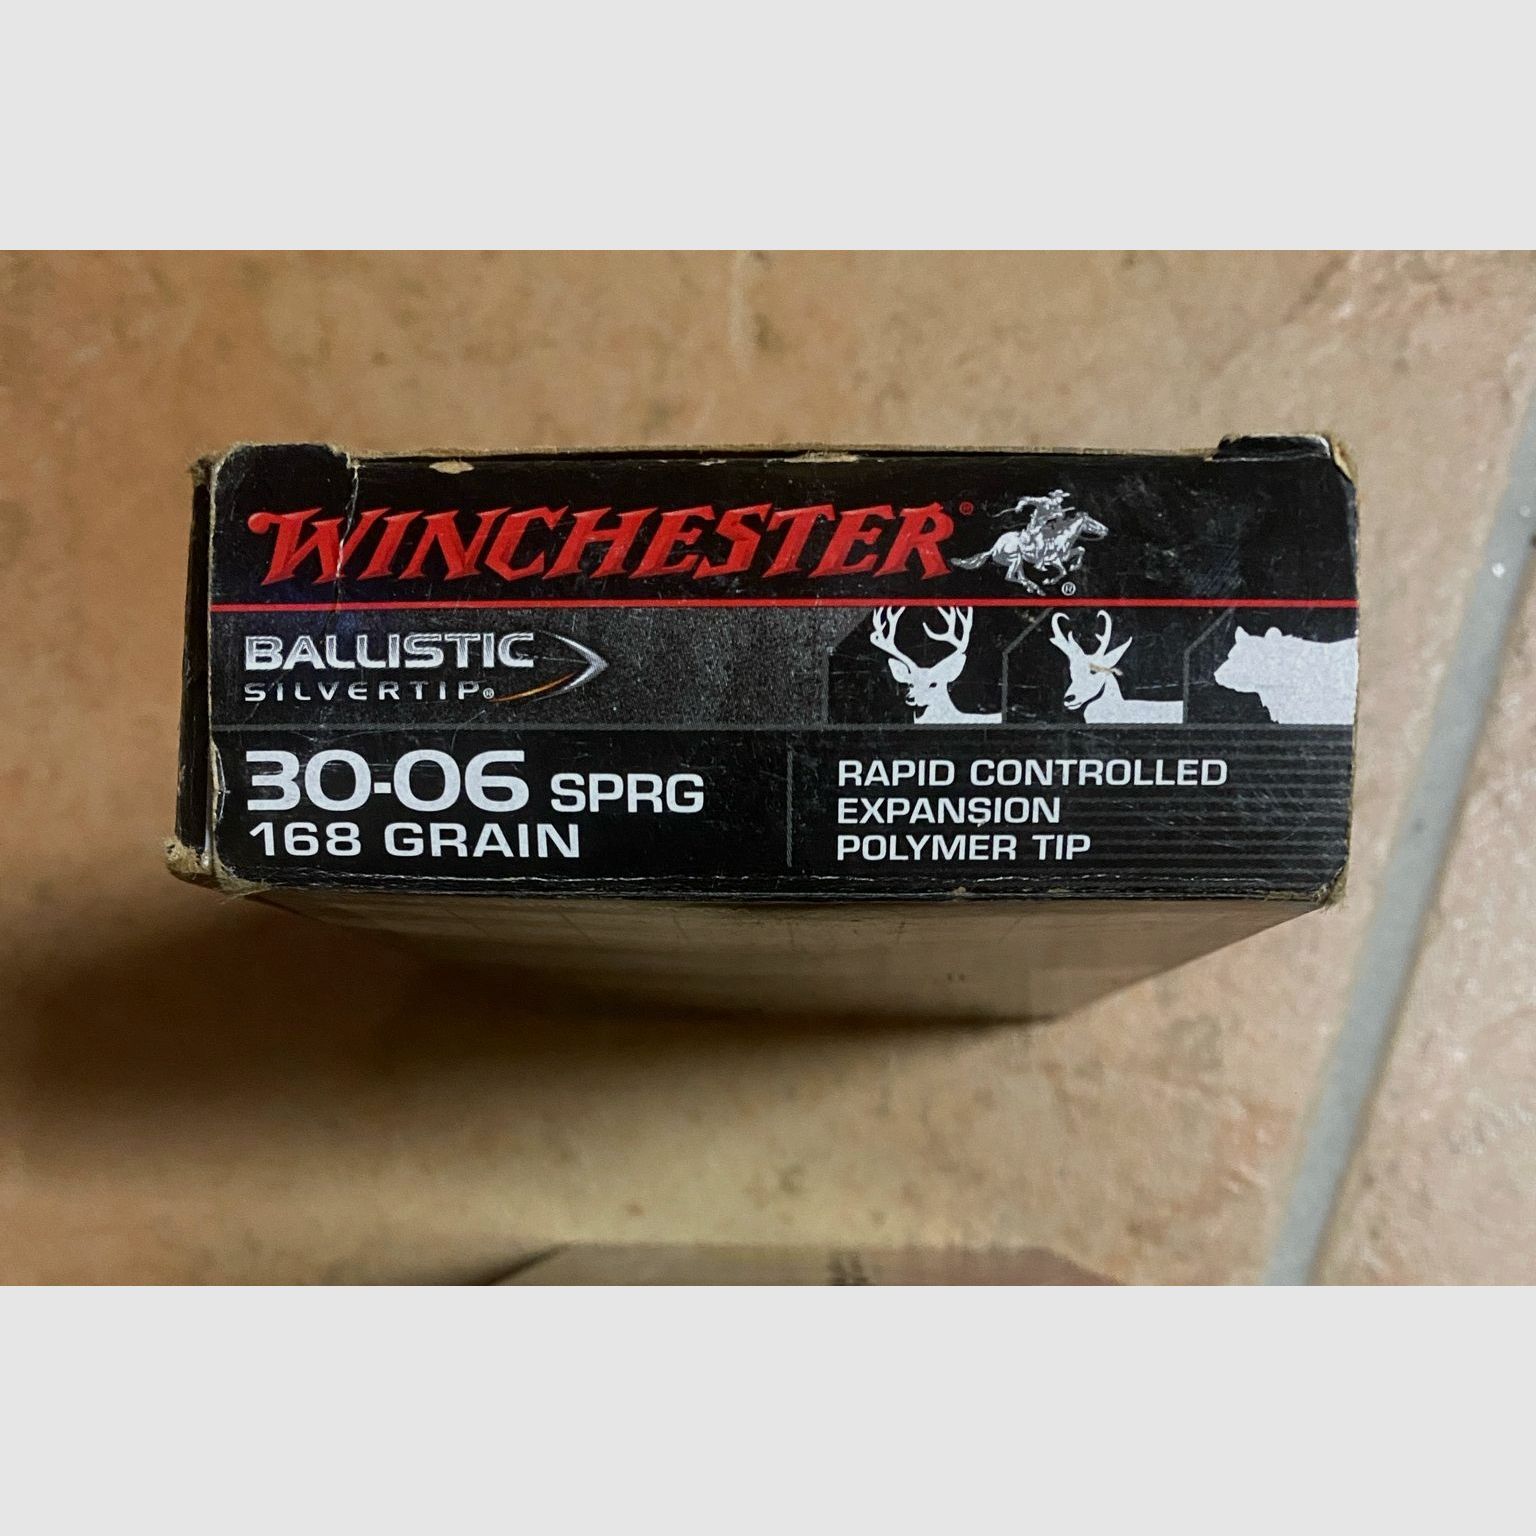 WINCHESTER®
®
BALLISTIC
SILVERTIP®
30-06 SPRG
168 GRAIN
RAPID CONTROLLED
EXPANSION
POLYMER TIP